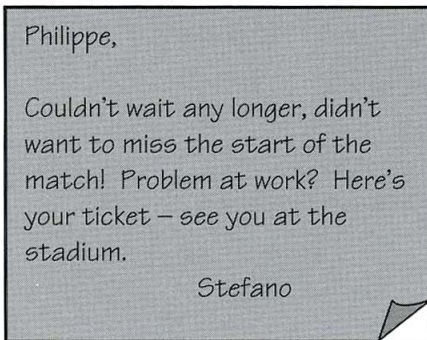 Philippe,
Couldn't wait any longer, didn't
want to miss the start of the
match! Problem at work? Here's
your ticket – see you at the
stadium.
Stefano